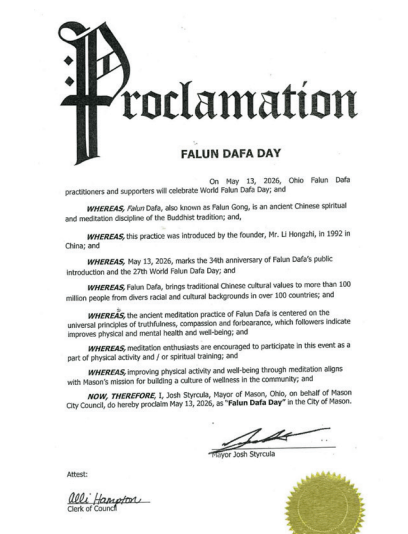 Proclamation
FALUN DAFA DAY
On May 13, 2026, Ohio Falun Dafa
practitioners and supporters will celebrate World Falun Dafa Day; and
WHEREAS, Falun Dafa, also known as Falun Gong, is an ancient Chinese spiritual
and meditation discipline of the Buddhist tradition; and,
WHEREAS, this practice was introduced by the founder, Mr. Li Hongzhi, in 1992 in
China; and
WHEREAS, May 13, 2026, marks the 34th anniversary of Falun Dafa's public
introduction and the 27th World Falun Dafa Day; and
WHEREAS, Falun Dafa, brings traditional Chinese cultural values to more than 100
million people from divers racial and cultural backgrounds in over 100 countries; and
WHEREAS, the ancient meditation practice of Falun Dafa is centered on the
universal principles of truthfulness, compassion and forbearance, which followers indicate
improves physical and mental health and well-being; and
WHEREAS, meditation enthusiasts are encouraged to participate in this event as a
part of physical activity and / or spiritual training; and
WHEREAS, improving physical activity and well-being through meditation aligns
with Mason's mission for building a culture of wellness in the community; and
NOW, THEREFORE, I, Josh Styrcula, Mayor of Mason, Ohio, on behalf of Mason
City Council, do hereby proclaim May 13, 2026, as "Falun Dafa Day" in the City of Mason.
Mayor Josh Styrcula
Attest:
Alli Hampton
Clerk of Council